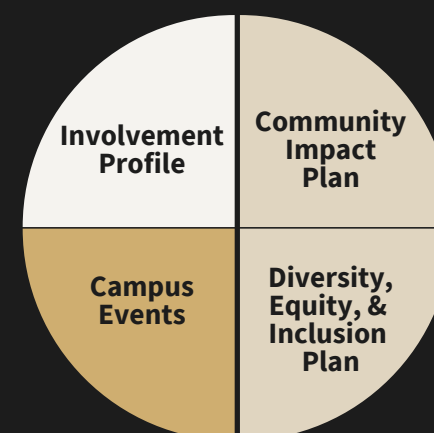 Involvement
Profile
Community
Impact
Plan
Campus
Events
Diversity,
Equity, &
Inclusion
Plan